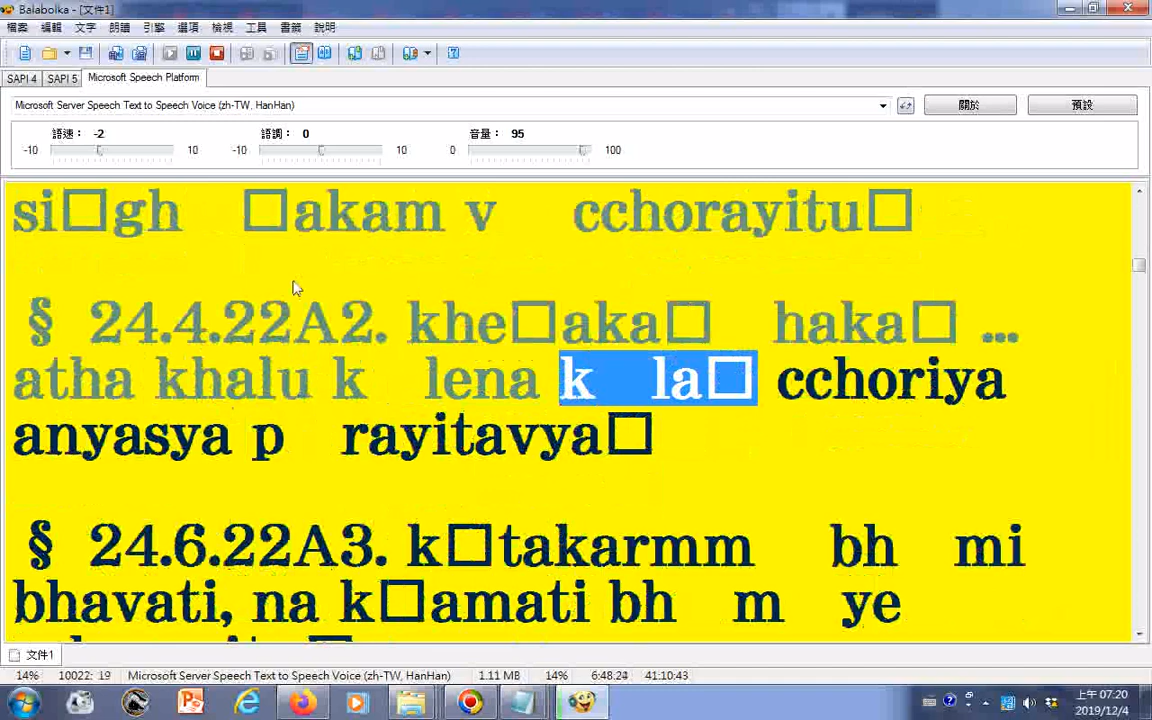 Balabolka - [文件1]
檔案 編輯 文字 朗讀 引擎 選項 檢視 工具 書籤 說明
SAPI 4 SAPI 5 Microsoft Speech Platform
Microsoft Server Speech Text to Speech Voice (zh-TW, HanHan) 關於 預設
語速： -2 語調： 0 音量： 95
-10 10 -10 10 0 100
si□gh □akam v cchorayitu□
§ 24.4.22A2. khe□aka□ haka□ ...
atha khalu k lena k la□ cchoriya
anyasya p rayitavya□
§ 24.6.22A3. k□takarmm bh mi
bhavati, na k□amati bh m ye
文件1
14% 10022: 19 Microsoft Server Speech Text to Speech Voice (zh-TW, HanHan) 1.11 MB 14% 6:48:24 41:10:43
上午 07:20
2019/12/4